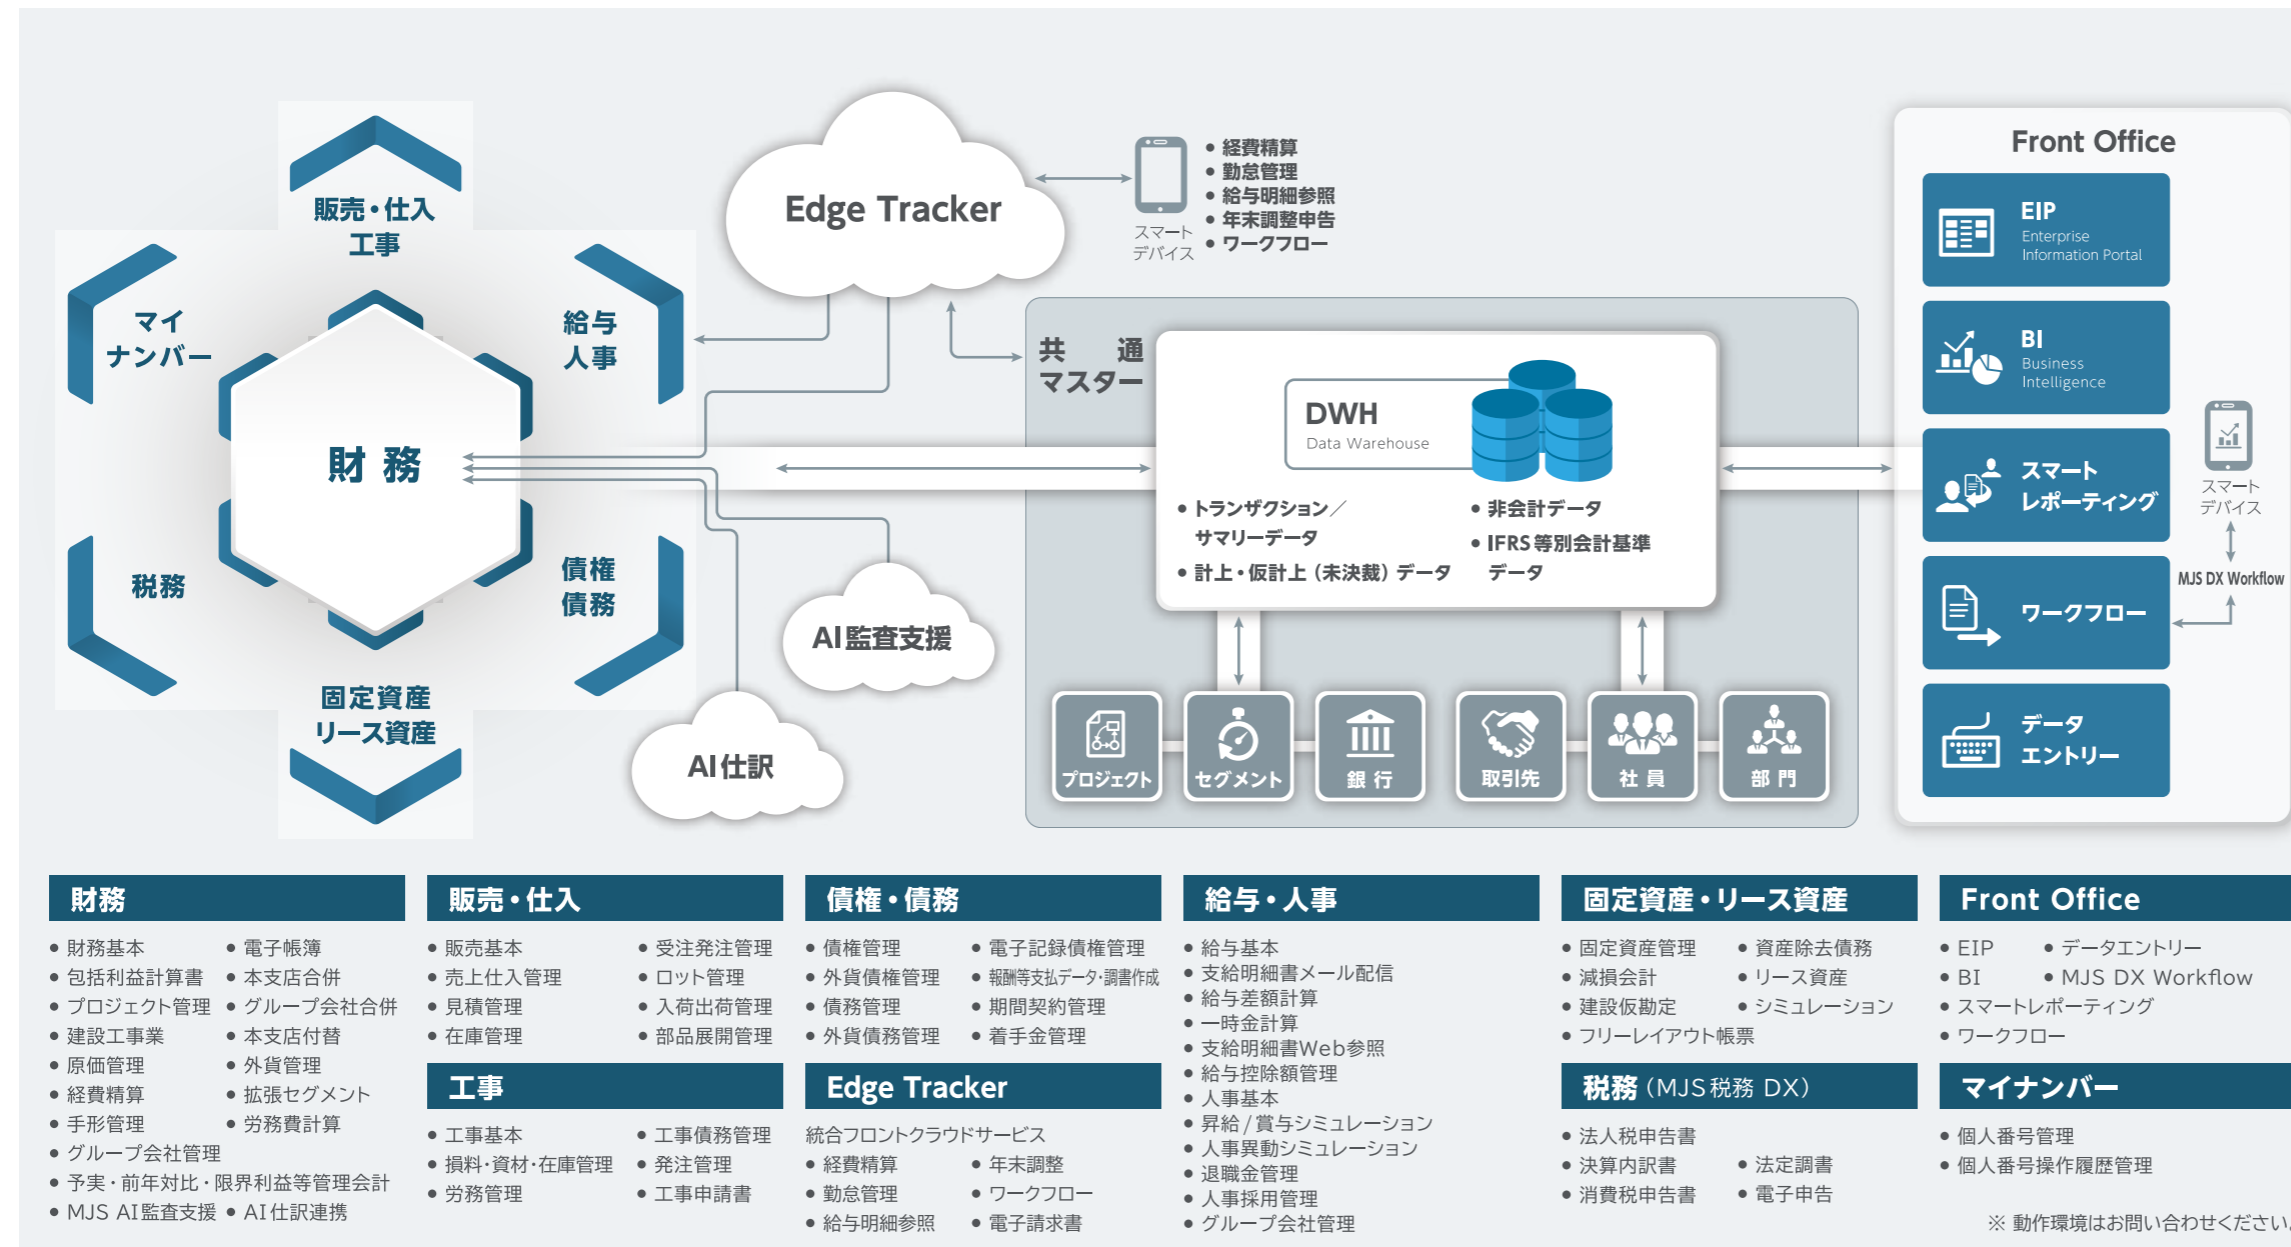 販売・仕入
工事
マイ
ナンバー
給与
人事
財務
税務
債権
債務
固定資産
リース資産
Edge Tracker
スマート
デバイス
• 経費精算
• 勤怠管理
• 給与明細参照
• 年末調整申告
• ワークフロー
AI監査支援
AI仕訳
共通
マスター
DWH
Data Warehouse
• トランザクション／
サマリーデータ
• 計上・仮計上（未決裁）データ
• 非会計データ
• IFRS等別会計基準
データ
プロジェクト
セグメント
銀行
取引先
社員
部門
Front Office
EIP
Enterprise
Information Portal
BI
Business
Intelligence
スマート
レポーティング
ワークフロー
データ
エントリー
スマート
デバイス
MJS DX Workflow
財務
• 財務基本
• 電子帳簿
• 包括利益計算書
• 本支店合併
• プロジェクト管理
• グループ会社合併
• 建設工事業
• 本支店付替
• 原価管理
• 外貨管理
• 経費精算
• 拡張セグメント
• 手形管理
• 労務費計算
• グループ会社管理
• 予実・前年対比・限界利益等管理会計
• MJS AI監査支援
• AI仕訳連携
販売・仕入
• 販売基本
• 受注発注管理
• 売上仕入管理
• ロット管理
• 見積管理
• 入荷出荷管理
• 在庫管理
• 部品展開管理
工事
• 工事基本
• 工事債務管理
• 損料・資材・在庫管理
• 発注管理
• 労務管理
• 工事申請書
債権・債務
• 債権管理
• 電子記録債権管理
• 外貨債権管理
• 報酬等支払データ・調書作成
• 債務管理
• 期間契約管理
• 外貨債務管理
• 着手金管理
Edge Tracker
統合フロントクラウドサービス
• 経費精算
• 年末調整
• 勤怠管理
• ワークフロー
• 給与明細参照
• 電子請求書
給与・人事
• 給与基本
• 支給明細書メール配信
• 給与差額計算
• 一時金計算
• 支給明細書Web参照
• 給与控除額管理
• 人事基本
• 昇給/賞与シミュレーション
• 人事異動シミュレーション
• 退職金管理
• 人事採用管理
• グループ会社管理
固定資産・リース資産
• 固定資産管理
• 資産除去債務
• 減損会計
• リース資産
• 建設仮勘定
• シミュレーション
• フリーレイアウト帳票
税務（MJS税務 DX）
• 法人税申告書
• 決算内訳書
• 法定調書
• 消費税申告書
• 電子申告
Front Office
• EIP
• データエントリー
• BI
• MJS DX Workflow
• スマートレポーティング
• ワークフロー
マイナンバー
• 個人番号管理
• 個人番号操作履歴管理
※ 動作環境はお問い合わせください。